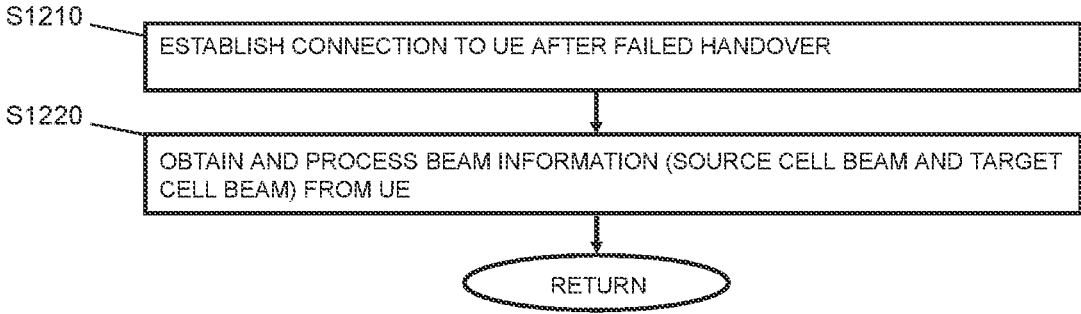 S1210
ESTABLISH CONNECTION TO UE AFTER FAILED HANDOVER
S1220
OBTAIN AND PROCESS BEAM INFORMATION (SOURCE CELL BEAM AND TARGET
CELL BEAM) FROM UE
RETURN